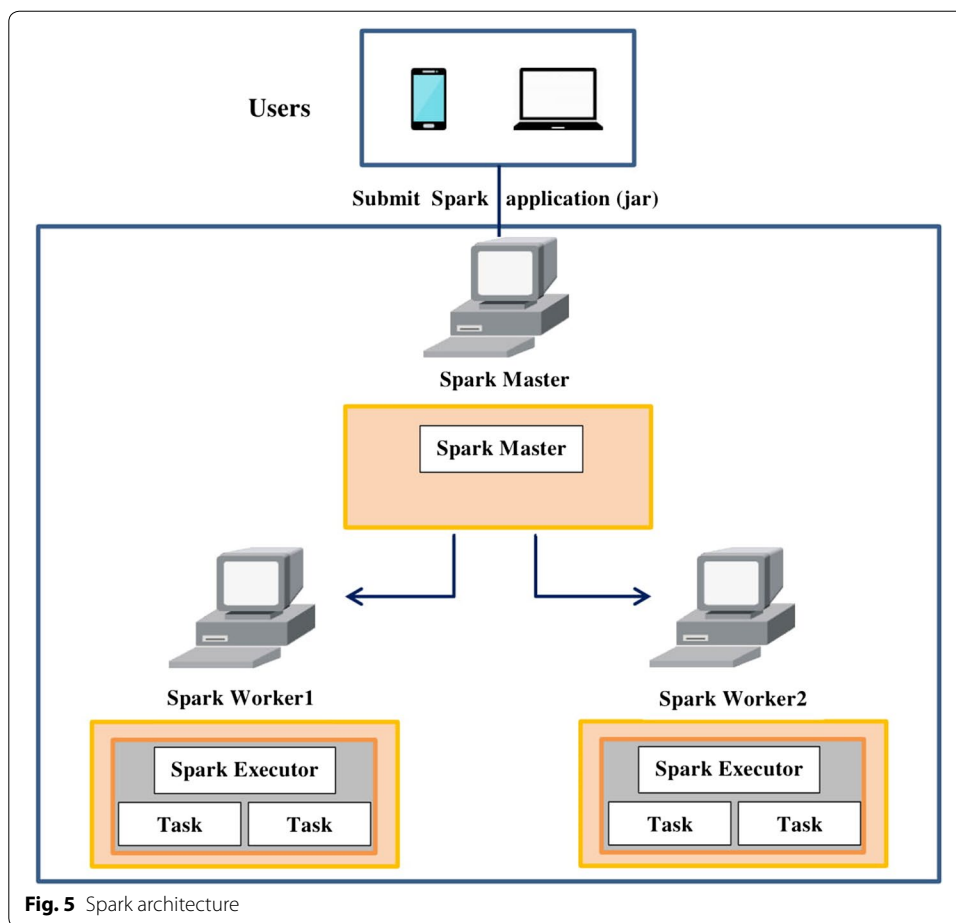 Users
Submit Spark application (jar)
Spark Master
Spark Master
Spark Worker1
Spark Worker2
Spark Executor
Task Task
Spark Executor
Task Task
Fig. 5 Spark architecture